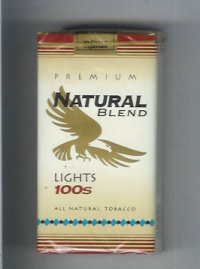 PREMIUM
NATURAL
BLEND
LIGHTS
100s
ALL NATURAL TOBACCO